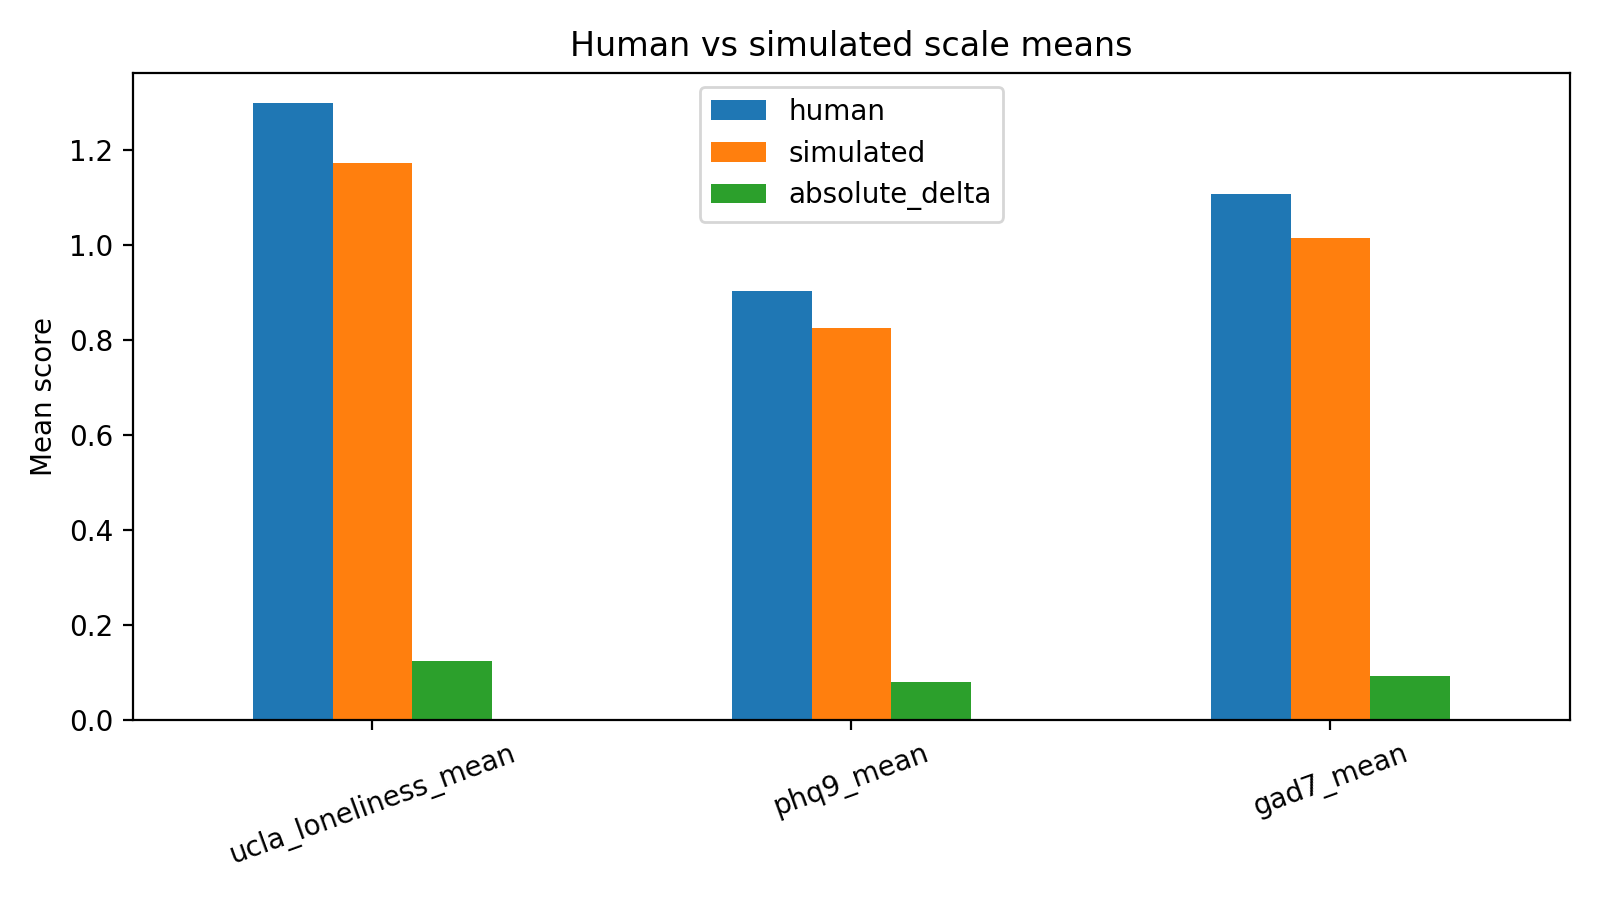 Human vs simulated scale means
human
simulated
absolute_delta
Mean score
1.2
1.0
0.8
0.6
0.4
0.2
0.0
ucla_loneliness_mean
phq9_mean
gad7_mean